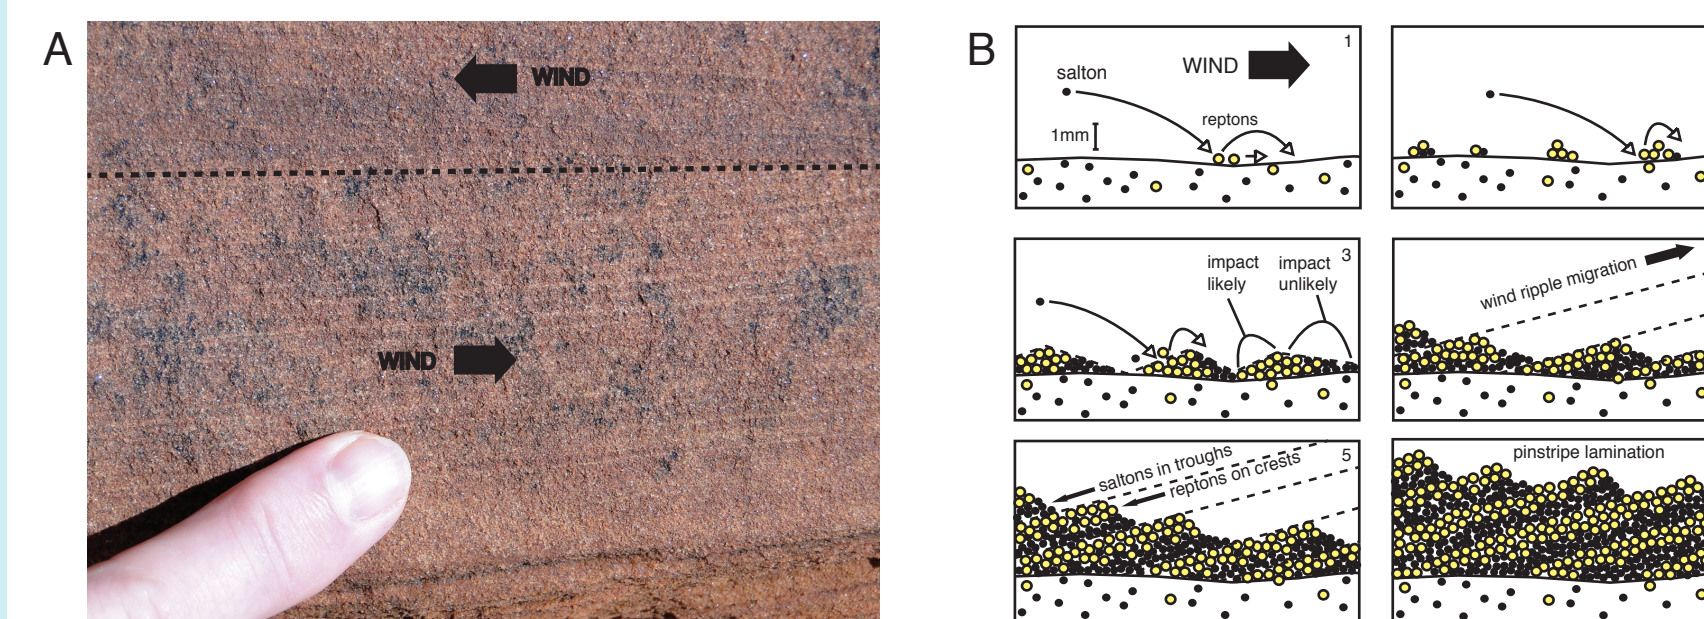 A
WIND
WIND
B
1
WIND
salton
reptons
1mm
3
impact
likely
impact
unlikely
wind ripple migration
5
saltons in troughs
reptons on crests
pinstripe lamination